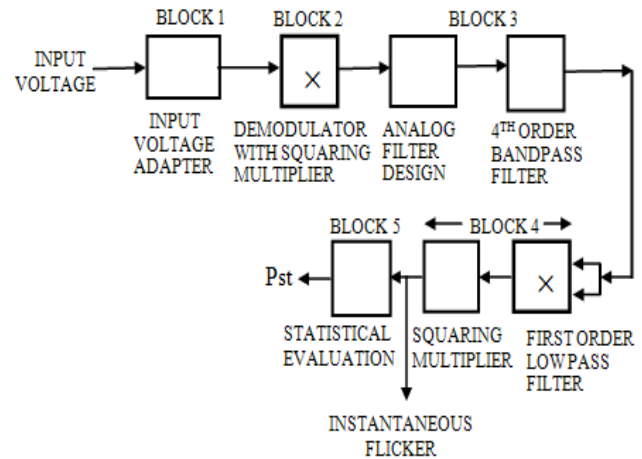 BLOCK 1
BLOCK 2
BLOCK 3
INPUT
VOLTAGE
×
INPUT
VOLTAGE
ADAPTER
DEMODULATOR
WITH SQUARING
MULTIPLIER
ANALOG
FILTER
DESIGN
4TH ORDER
BANDPASS
FILTER
BLOCK 5
BLOCK 4
Pst
×
STATISTICAL
EVALUATION
SQUARING
MULTIPLIER
FIRST ORDER
LOWPASS
FILTER
INSTANTANEOUS
FLICKER